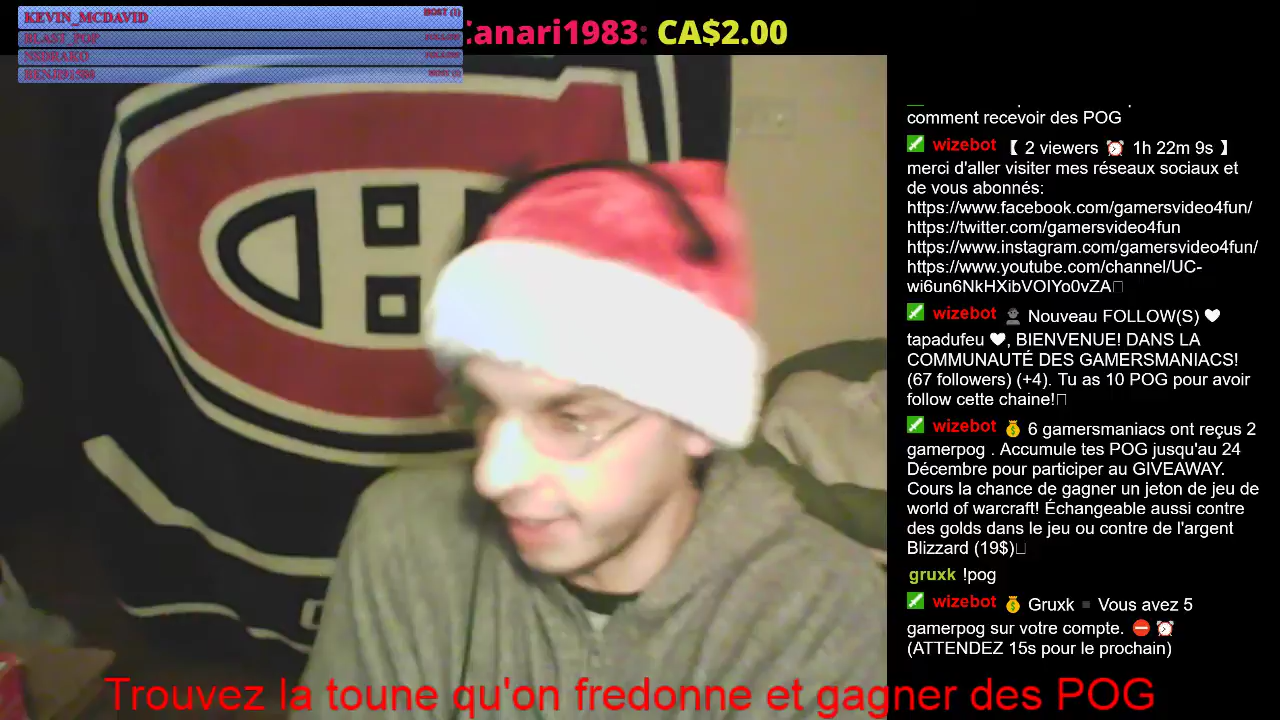 KEVIN_MCDAVID HOST (1)
BLAST_POP
NEDRAKO
BENJI91580 HOST (1)
Canari1983: CA$2.00
comment recevoir des POG
wizebot 【 2 viewers ⏰ 1h 22m 9s 】
merci d'aller visiter mes réseaux sociaux et
de vous abonnés:
https://www.facebook.com/gamersvideo4fun/
https://twitter.com/gamersvideo4fun
https://www.instagram.com/gamersvideo4fun/
https://www.youtube.com/channel/UC-
wi6un6NkHXibVOIYo0vZA
wizebot 👤 Nouveau FOLLOW(S) ♥
tapadufeu ♥, BIENVENUE! DANS LA
COMMUNAUTÉ DES GAMERSMANIACS!
(67 followers) (+4). Tu as 10 POG pour avoir
follow cette chaine!
wizebot 💰 6 gamersmaniacs ont reçus 2
gamerpog . Accumule tes POG jusqu'au 24
Décembre pour participer au GIVEAWAY.
Cours la chance de gagner un jeton de jeu de
world of warcraft! Échangeable aussi contre
des golds dans le jeu ou contre de l'argent
Blizzard (19$)
gruxk !pog
wizebot 💰 Gruxk ▪ Vous avez 5
gamerpog sur votre compte. ⛔ ⏰
(ATTENDEZ 15s pour le prochain)
Trouvez la toune qu'on fredonne et gagner des POG